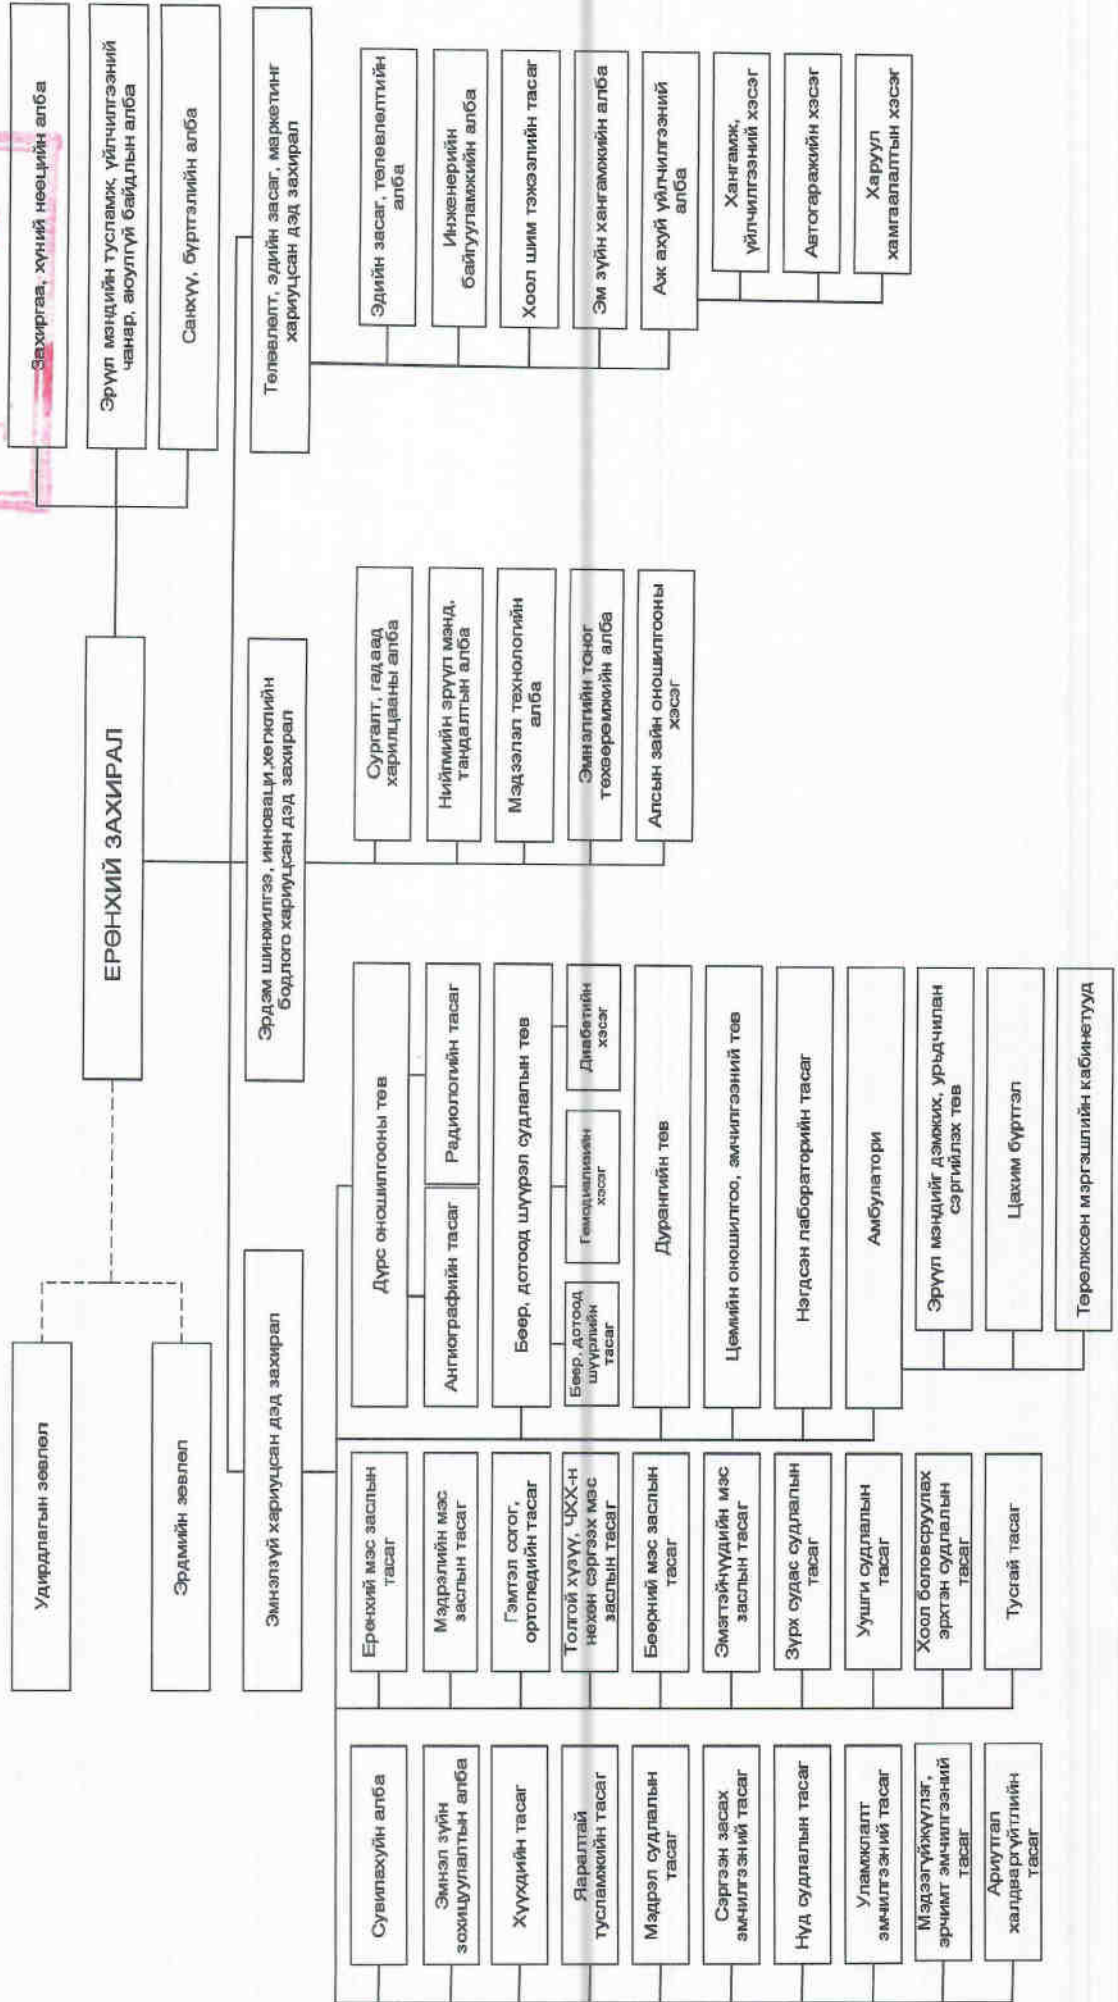 Удирдлагын зөвлөл
Эрдмийн зөвлөл
ЕРӨНХИЙ ЗАХИРАЛ
Захиргаа, хүний нөөцийн алба
Эрүүл мэндийн тусламж, үйлчилгээний
чанар, аюулгүй байдлын алба
Санхүү, бүртгэлийн алба
Эмнэлзүй хариуцсан дэд захирал
Эрдэм шинжилгээ, инноваци,хөгжлийн
бодлого хариуцсан дэд захирал
Төлөвлөлт, эдийн засаг, маркетинг
хариуцсан дэд захирал
Сувилахуйн алба
Эмнэл зүйн
зохицуулалтын алба
Хүүхдийн тасаг
Яаралтай
тусламжийн тасаг
Мэдрэл судлалын
тасаг
Сэргээн засах
эмчилгээний тасаг
Нүд судлалын тасаг
Уламжлалт
эмчилгээний тасаг
Мэдээгүйжүүлэг,
эрчимт эмчилгээний
тасаг
Ариутгал
халдваргүйтлийн
тасаг
Ерөнхий мэс заслын
тасаг
Мэдрэлийн мэс
заслын тасаг
Гэмтэл согог,
ортопедийн тасаг
Толгой хүзүү, ЧХХ-н
нөхөн сэргээх мэс
заслын тасаг
Бөөрний мэс заслын
тасаг
Эмэгтэйчүүдийн мэс
заслын тасаг
Зүрх судас судлалын
тасаг
Уушги судлалын
тасаг
Хоол боловсруулах
эрхтэн судлалын
тасаг
Тусгай тасаг
Дүрс оношилгооны төв
Ангиографийн тасаг
Радиологийн тасаг
Бөөр, дотоод шүүрэл судлалын төв
Бөөр, дотоод
шүүрлийн
тасаг
Гемодиализийн
хэсэг
Диабетийн
хэсэг
Дурангийн төв
Цөмийн оношилгоо, эмчилгээний төв
Нэгдсэн лабораторийн тасаг
Амбулатори
Эрүүл мэндийг дэмжих, урьдчилан
сэргийлэх төв
Цахим бүртгэл
Төрөлжсөн мэргэшлийн кабинетууд
Сургалт, гадаад
харилцааны алба
Нийгмийн эрүүл мэнд,
тандалтын алба
Мэдээлэл технологийн
алба
Эмнэлгийн тоног
төхөөрөмжийн алба
Алсын зайн оношилгооны
хэсэг
Эдийн засаг, төлөвлөлтийн
алба
Инженерийн
байгууламжийн алба
Хоол шим тэжээлийн тасаг
Эм зүйн хангамжийн алба
Аж ахуй үйлчилгээний
алба
Хангамж,
үйлчилгээний хэсэг
Автогаражийн хэсэг
Харуул
хамгаалалтын хэсэг